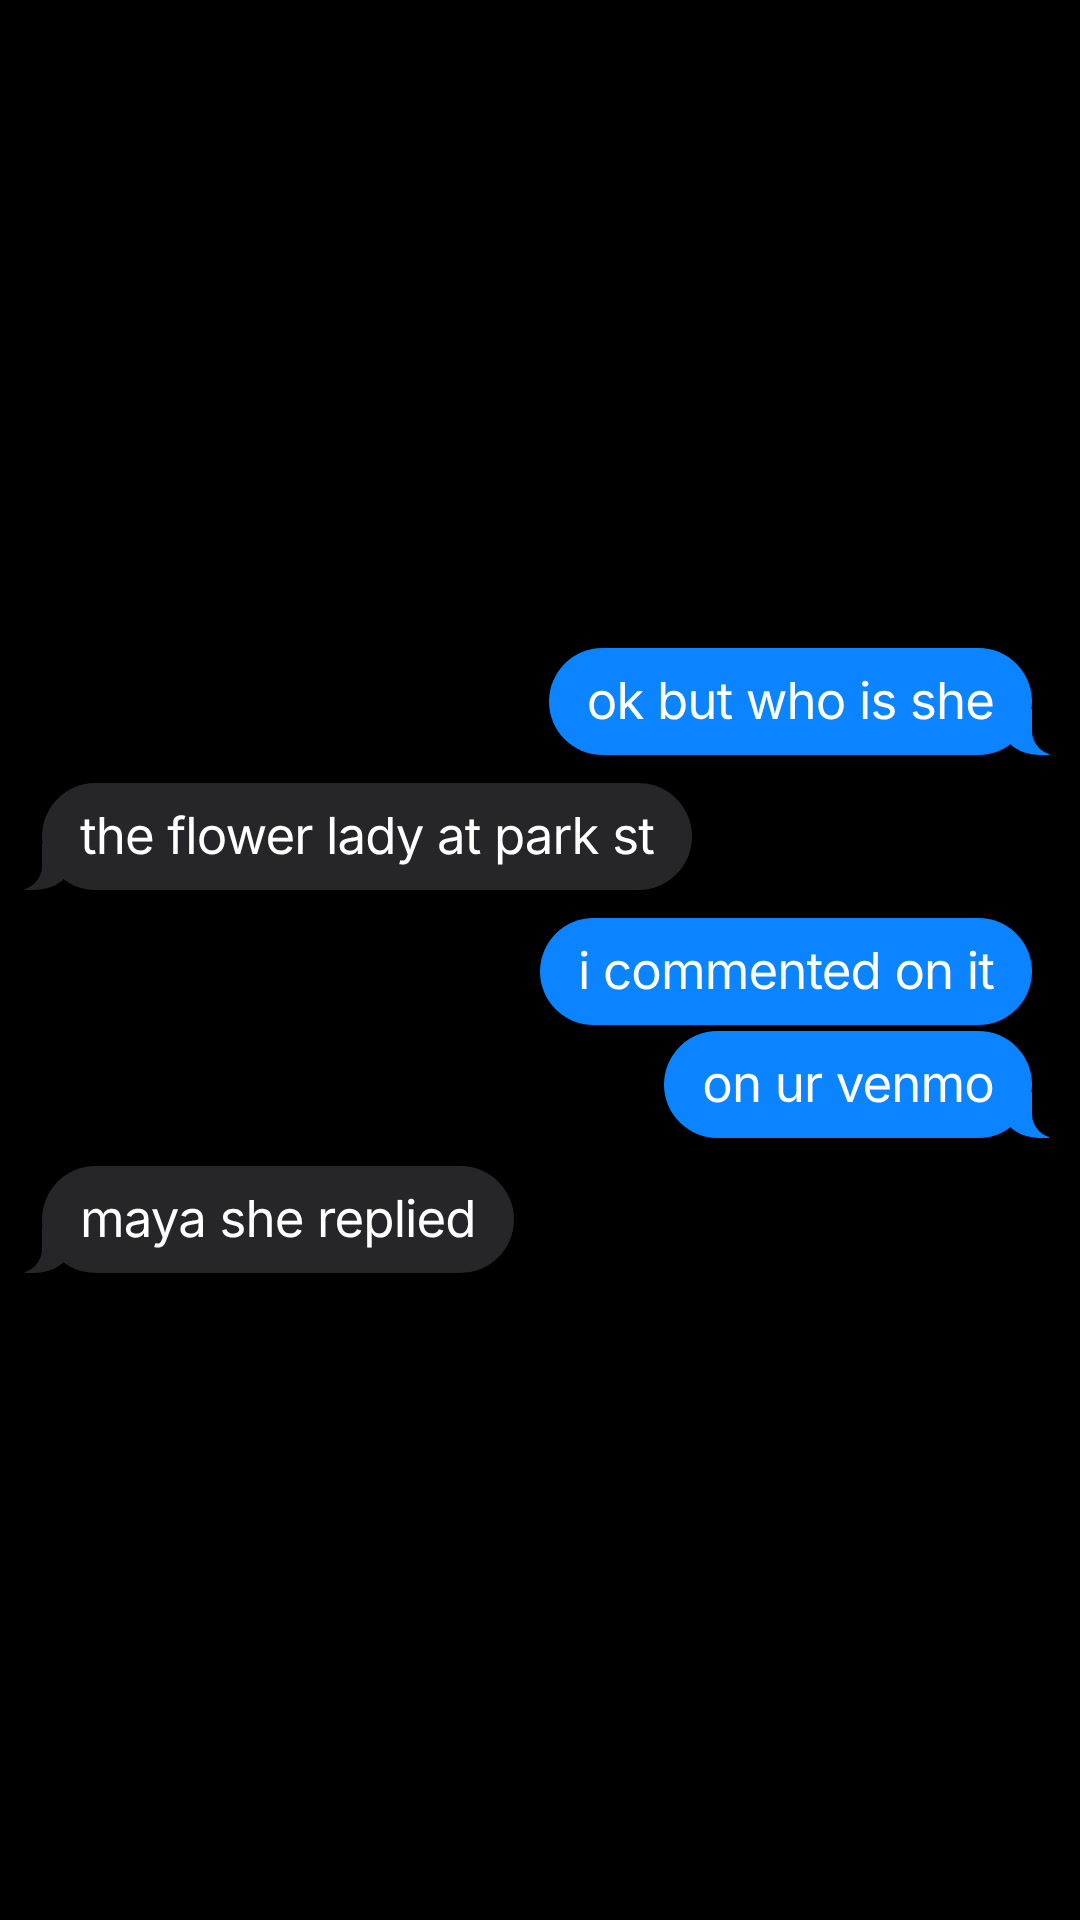 ok but who is she
the flower lady at park st
i commented on it
on ur venmo
maya she replied